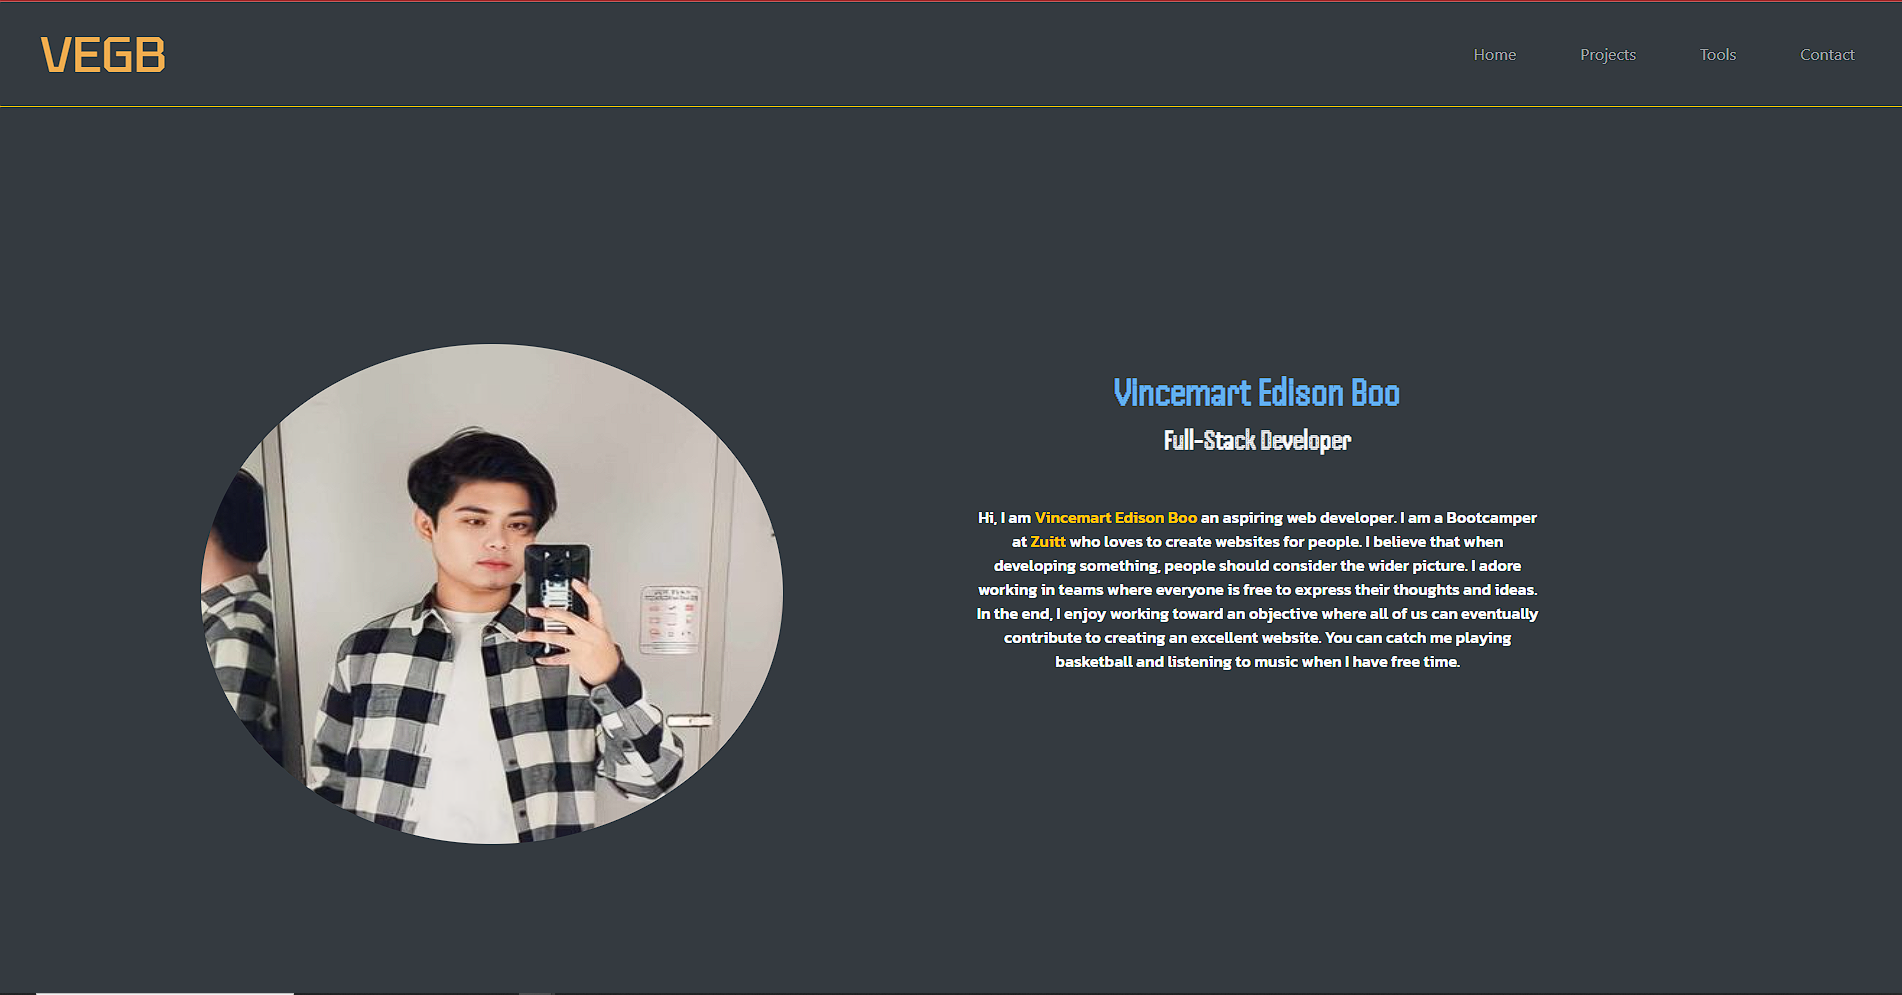 VEGB
Home Projects Tools Contact
Vincemart Edison Boo
Full-Stack Developer
Hi, I am Vincemart Edison Boo an aspiring web developer. I am a Bootcamper
at Zuitt who loves to create websites for people. I believe that when
developing something, people should consider the wider picture. I adore
working in teams where everyone is free to express their thoughts and ideas.
In the end, I enjoy working toward an objective where all of us can eventually
contribute to creating an excellent website. You can catch me playing
basketball and listening to music when I have free time.